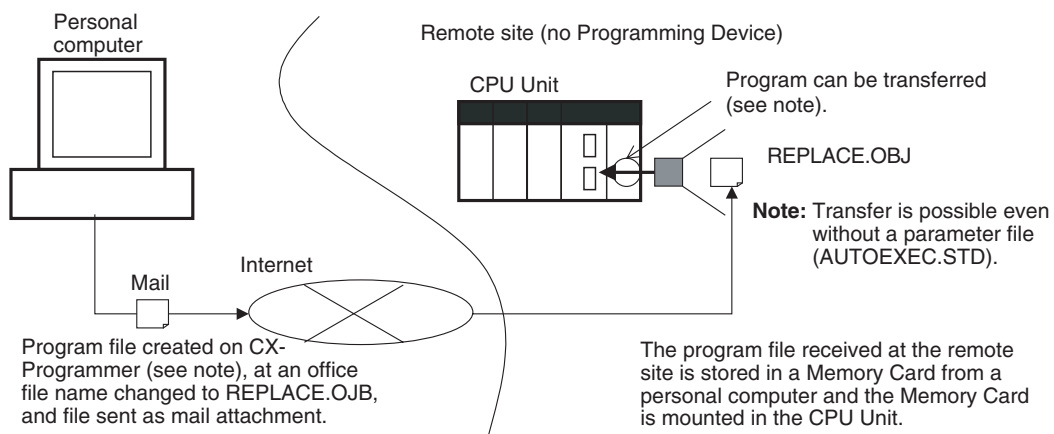 Personal
computer
Remote site (no Programming Device)
CPU Unit
Program can be transferred
(see note).
REPLACE.OBJ
Note: Transfer is possible even
without a parameter file
(AUTOEXEC.STD).
Internet
Mail
Program file created on CX-
Programmer (see note), at an office
file name changed to REPLACE.OJB,
and file sent as mail attachment.
The program file received at the remote
site is stored in a Memory Card from a
personal computer and the Memory Card
is mounted in the CPU Unit.